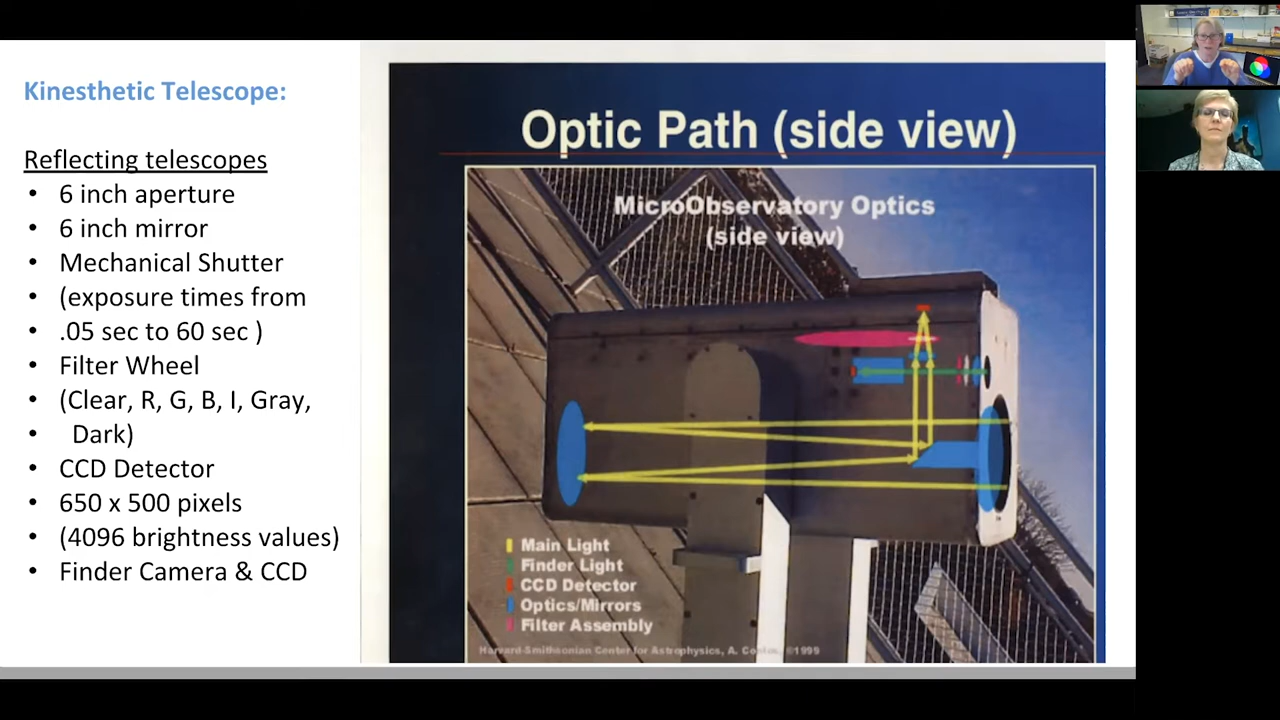 Kinesthetic Telescope:
Reflecting telescopes
• 6 inch aperture
• 6 inch mirror
• Mechanical Shutter
• (exposure times from
• .05 sec to 60 sec )
• Filter Wheel
• (Clear, R, G, B, I, Gray,
• Dark)
• CCD Detector
• 650 x 500 pixels
• (4096 brightness values)
• Finder Camera & CCD
Optic Path (side view)
MicroObservatory Optics
(side view)
Main Light
Finder Light
CCD Detector
Optics/Mirrors
Filter Assembly
Harvard-Smithsonian Center for Astrophysics, A. ©1999